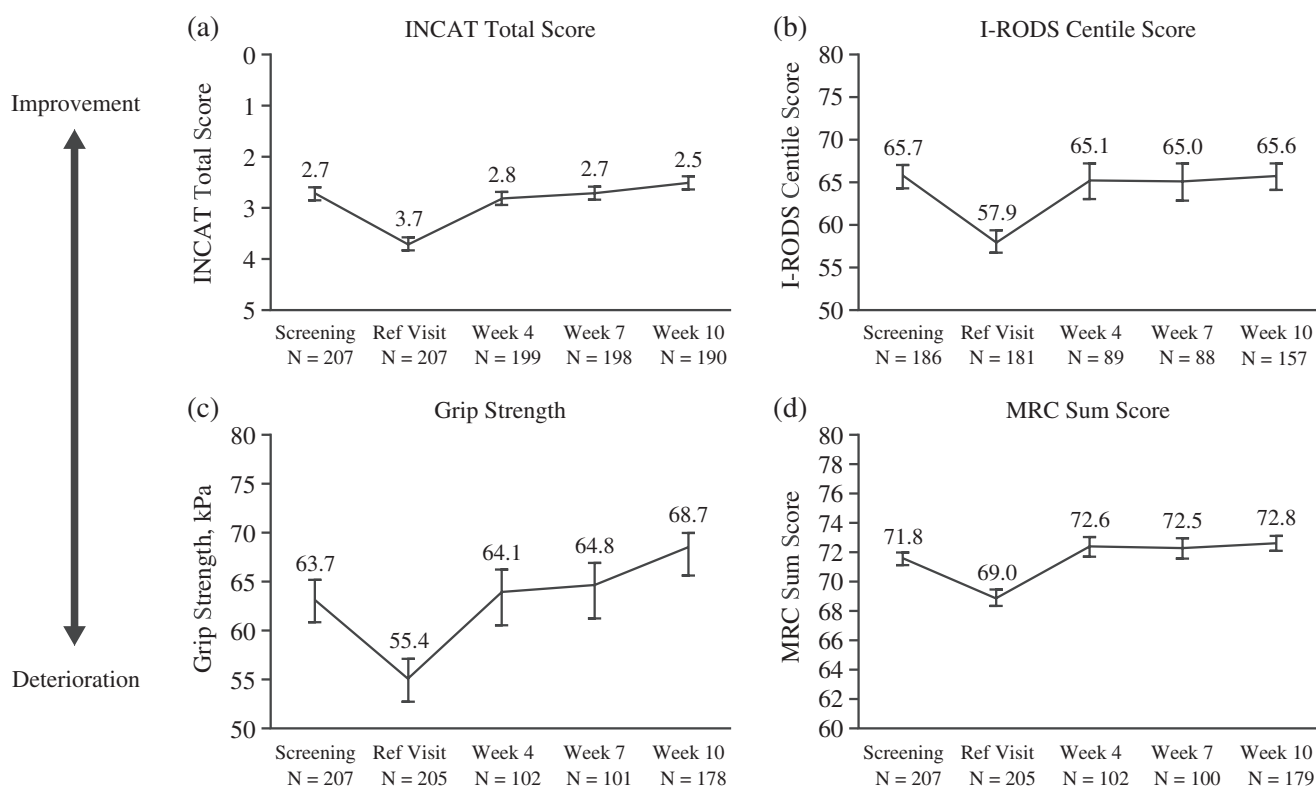 Improvement
Deterioration
(a)
INCAT Total Score
INCAT Total Score
0
1
2
3
4
5
2.7
3.7
2.8
2.7
2.5
Screening Ref Visit Week 4 Week 7 Week 10
N = 207 N = 207 N = 199 N = 198 N = 190
(b)
I-RODS Centile Score
I-RODS Centile Score
80
75
70
65
60
55
50
65.7
57.9
65.1
65.0
65.6
Screening Ref Visit Week 4 Week 7 Week 10
N = 186 N = 181 N = 89 N = 88 N = 157
(c)
Grip Strength
Grip Strength, kPa
80
75
70
65
60
55
50
63.7
55.4
64.1
64.8
68.7
Screening Ref Visit Week 4 Week 7 Week 10
N = 207 N = 205 N = 102 N = 101 N = 178
(d)
MRC Sum Score
MRC Sum Score
80
78
76
74
72
70
68
66
64
62
60
71.8
69.0
72.6
72.5
72.8
Screening Ref Visit Week 4 Week 7 Week 10
N = 207 N = 205 N = 102 N = 100 N = 179